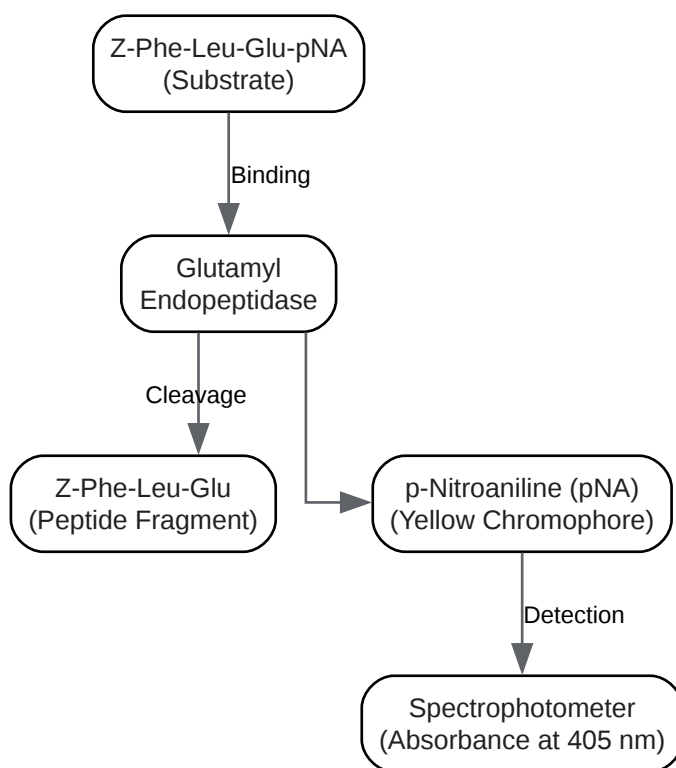 Z-Phe-Leu-Glu-pNA
(Substrate)
Binding
Glutamyl
Endopeptidase
Cleavage
Z-Phe-Leu-Glu
(Peptide Fragment)
p-Nitroaniline (pNA)
(Yellow Chromophore)
Detection
Spectrophotometer
(Absorbance at 405 nm)